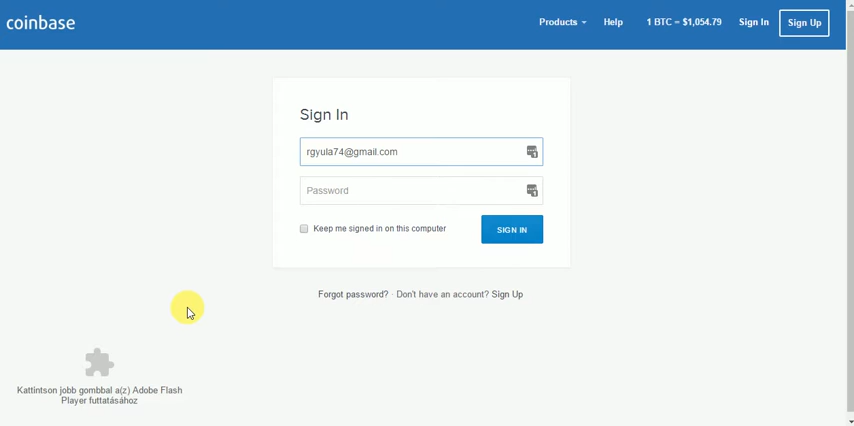 coinbase
Products
Help
1 BTC = $1,054.79
Sign In
Sign Up
Sign In
rgyula74@gmail.com
Password
Keep me signed in on this computer
SIGN IN
Forgot password? · Don't have an account? Sign Up
Kattintson jobb gombbal a(z) Adobe Flash
Player futtatásához